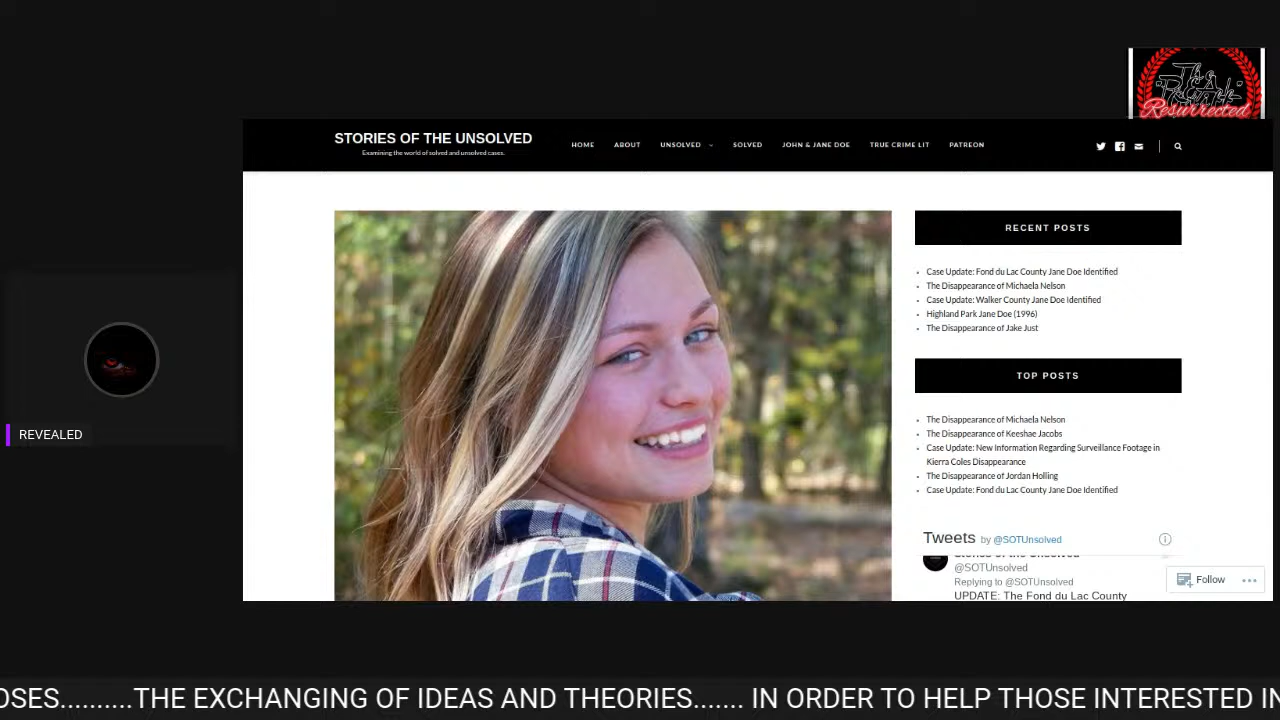 The
Resurrected
STORIES OF THE UNSOLVED
Examining the world of solved and unsolved cases.
HOME
ABOUT
UNSOLVED
SOLVED
JOHN & JANE DOE
TRUE CRIME LIT
PATREON
RECENT POSTS
Case Update: Fond du Lac County Jane Doe Identified
The Disappearance of Michaela Nelson
Case Update: Walker County Jane Doe Identified
Highland Park Jane Doe (1996)
The Disappearance of Jake Just
TOP POSTS
The Disappearance of Michaela Nelson
The Disappearance of Keeshae Jacobs
Case Update: New Information Regarding Surveillance Footage in
Kierra Coles Disappearance
The Disappearance of Jordan Holling
Case Update: Fond du Lac County Jane Doe Identified
Tweets by @SOTUnsolved
Stories of the Unsolved
@SOTUnsolved
Replying to @SOTUnsolved
UPDATE: The Fond du Lac County
Follow
REVEALED
OSES..........THE EXCHANGING OF IDEAS AND THEORIES....... IN ORDER TO HELP THOSE INTERESTED IN